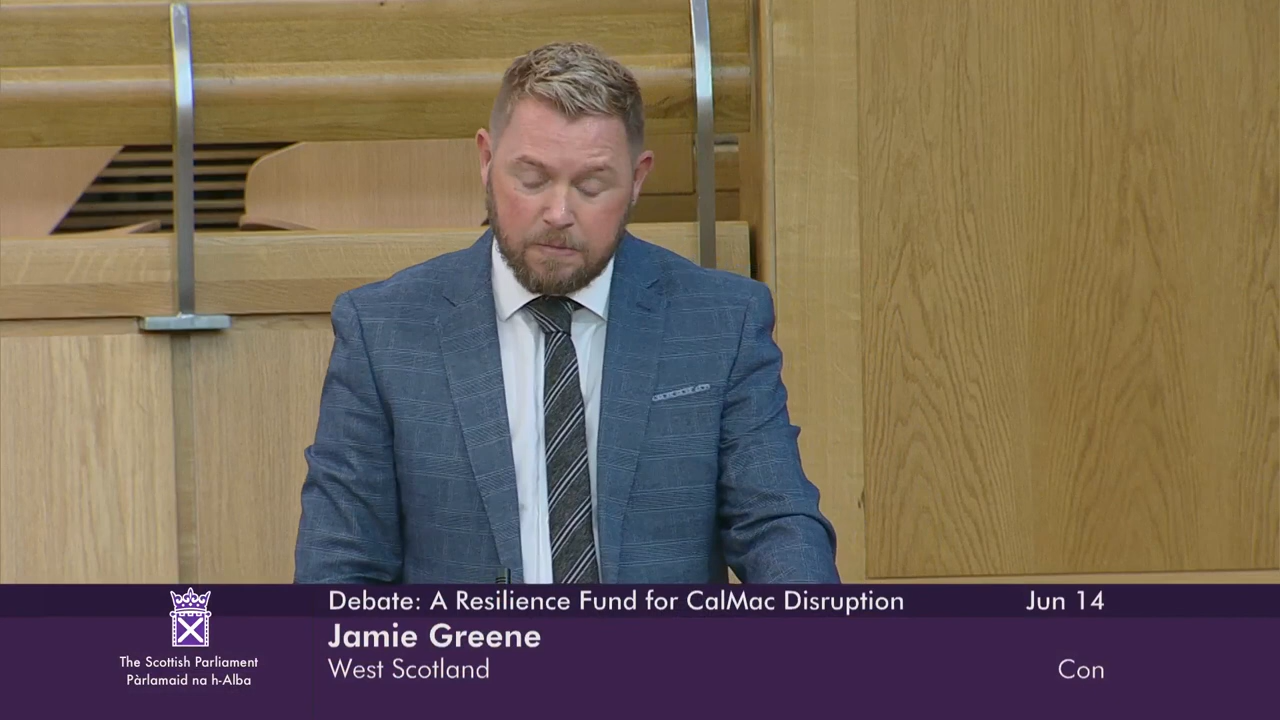 Debate: A Resilience Fund for CalMac Disruption Jun 14
Jamie Greene
West Scotland Con
The Scottish Parliament
Pàrlamaid na h-Alba